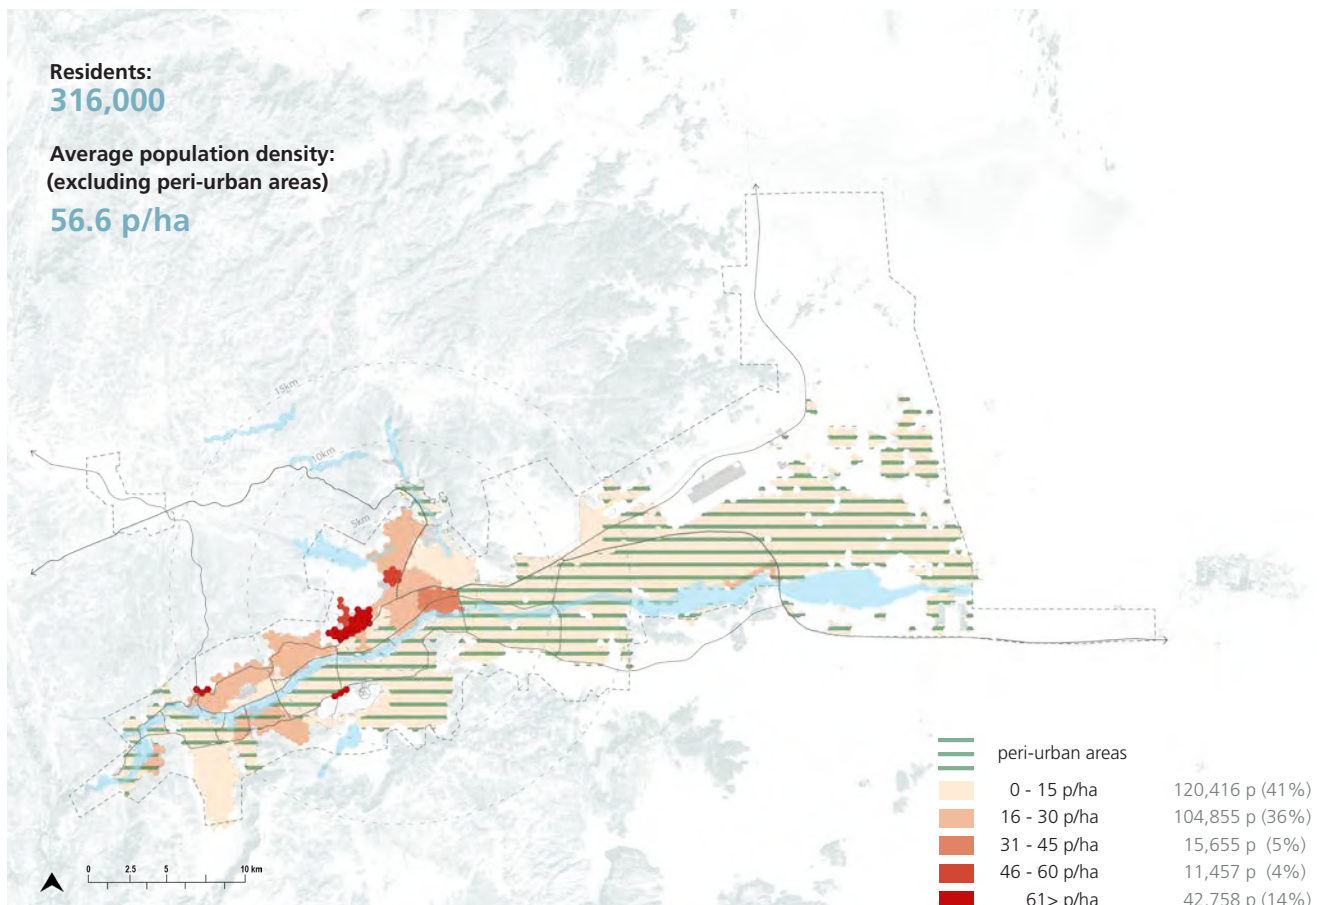 Residents:
316,000
Average population density:
(excluding peri-urban areas)
56.6 p/ha
15km
10km
5km
peri-urban areas
0 - 15 p/ha 120,416 p (41%)
16 - 30 p/ha 104,855 p (36%)
31 - 45 p/ha 15,655 p (5%)
46 - 60 p/ha 11,457 p (4%)
61> p/ha 42,758 p (14%)
0 2.5 5 10 km